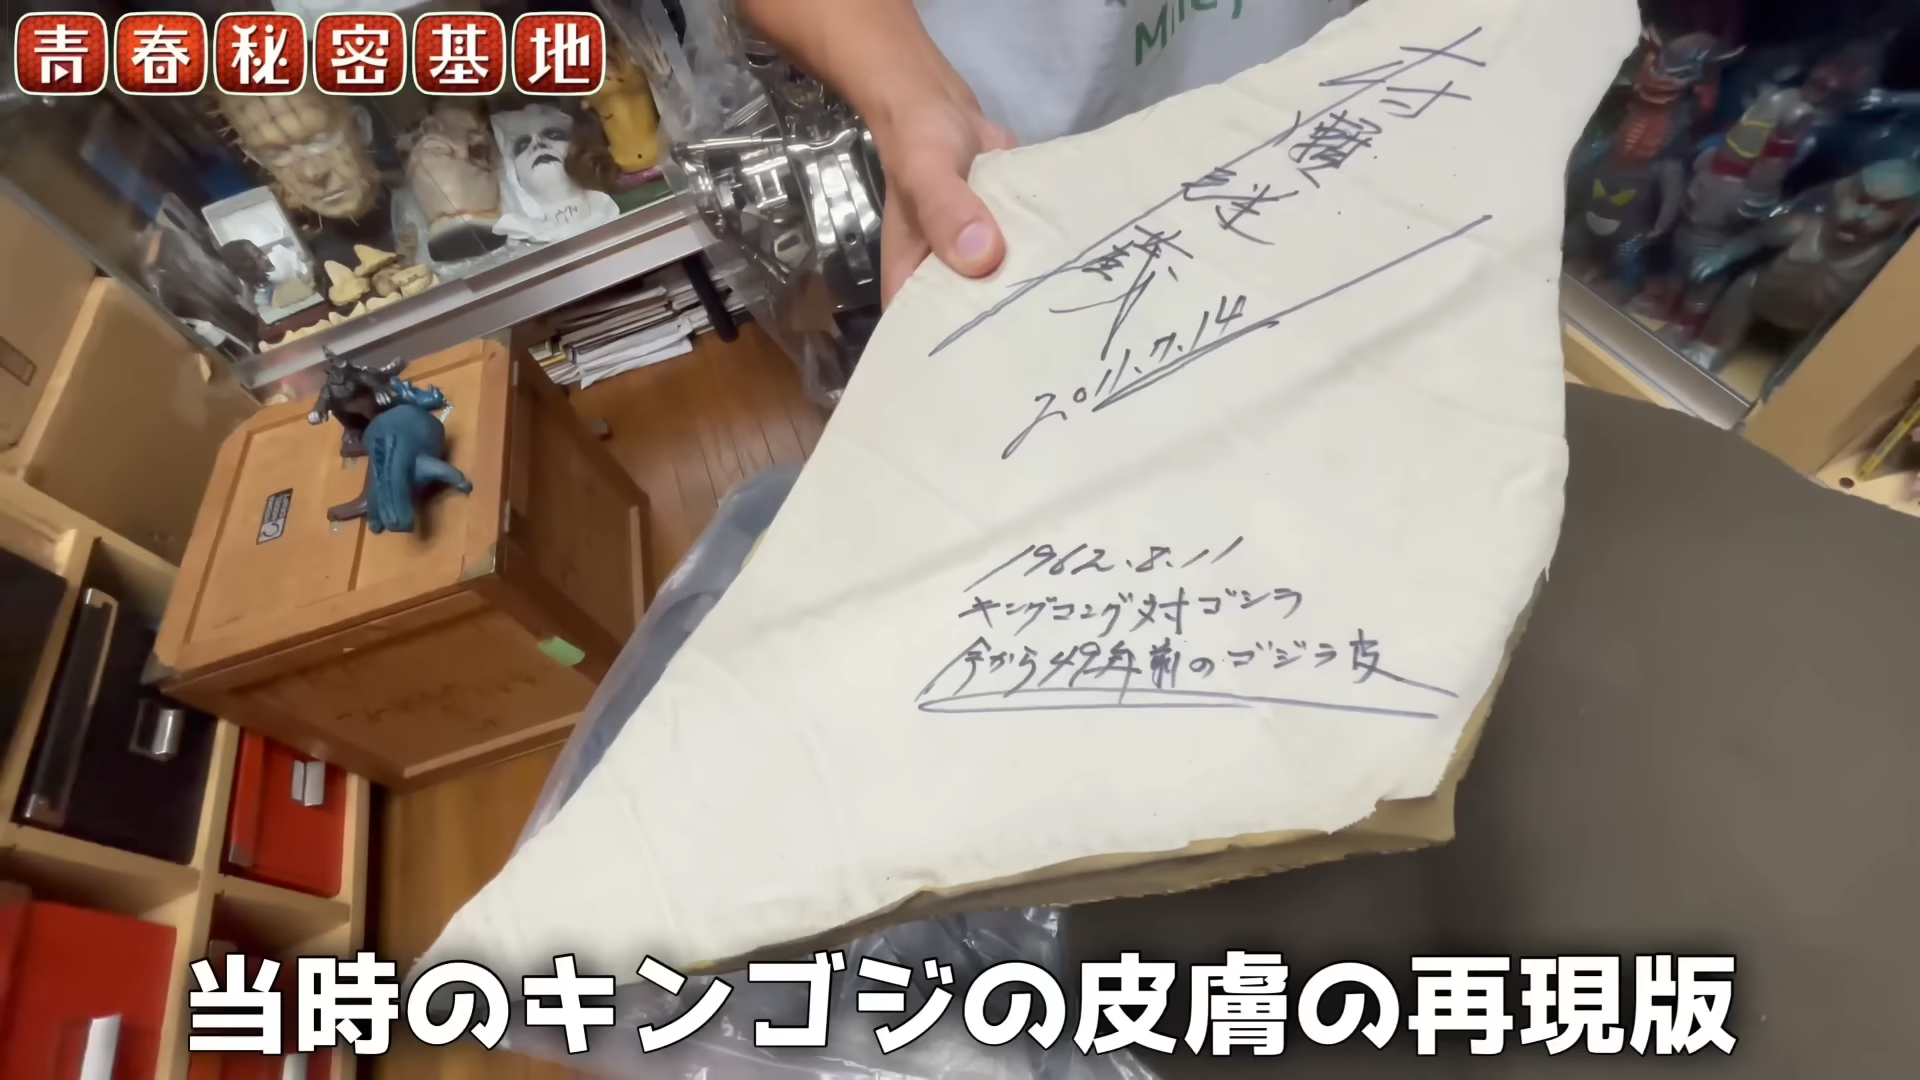 青春秘密基地
村瀬継蔵
2011.7.14
1962.8.11
キングコング対ゴジラ
今から49年前のゴジラ皮
当時のキンゴジの皮膚の再現版